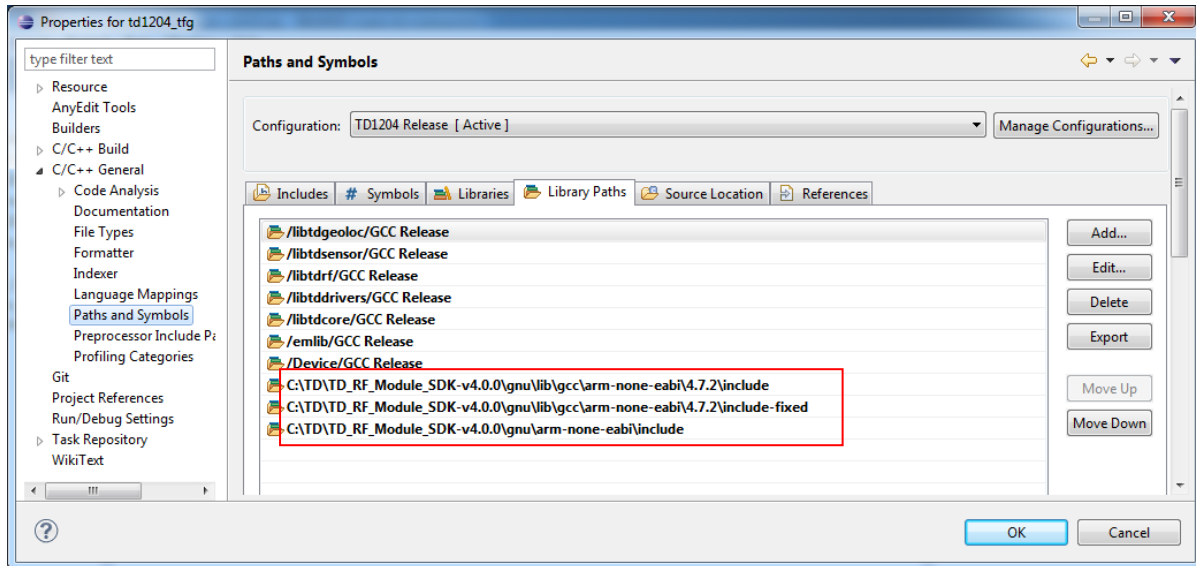 Properties for td1204_tfg
type filter text
Resource
AnyEdit Tools
Builders
C/C++ Build
C/C++ General
Code Analysis
Documentation
File Types
Formatter
Indexer
Language Mappings
Paths and Symbols
Preprocessor Include Pa
Profiling Categories
Git
Project References
Run/Debug Settings
Task Repository
WikiText
Paths and Symbols
Configuration: TD1204 Release [ Active ] Manage Configurations...
Includes # Symbols Libraries Library Paths Source Location References
/libtdgeoloc/GCC Release
/libtdsensor/GCC Release
/libtdrf/GCC Release
/libtddrivers/GCC Release
/libtdcore/GCC Release
/emlib/GCC Release
/Device/GCC Release
C:\TD\TD_RF_Module_SDK-v4.0.0\gnu\lib\gcc\arm-none-eabi\4.7.2\include
C:\TD\TD_RF_Module_SDK-v4.0.0\gnu\lib\gcc\arm-none-eabi\4.7.2\include-fixed
C:\TD\TD_RF_Module_SDK-v4.0.0\gnu\arm-none-eabi\include
Add...
Edit...
Delete
Export
Move Up
Move Down
OK Cancel